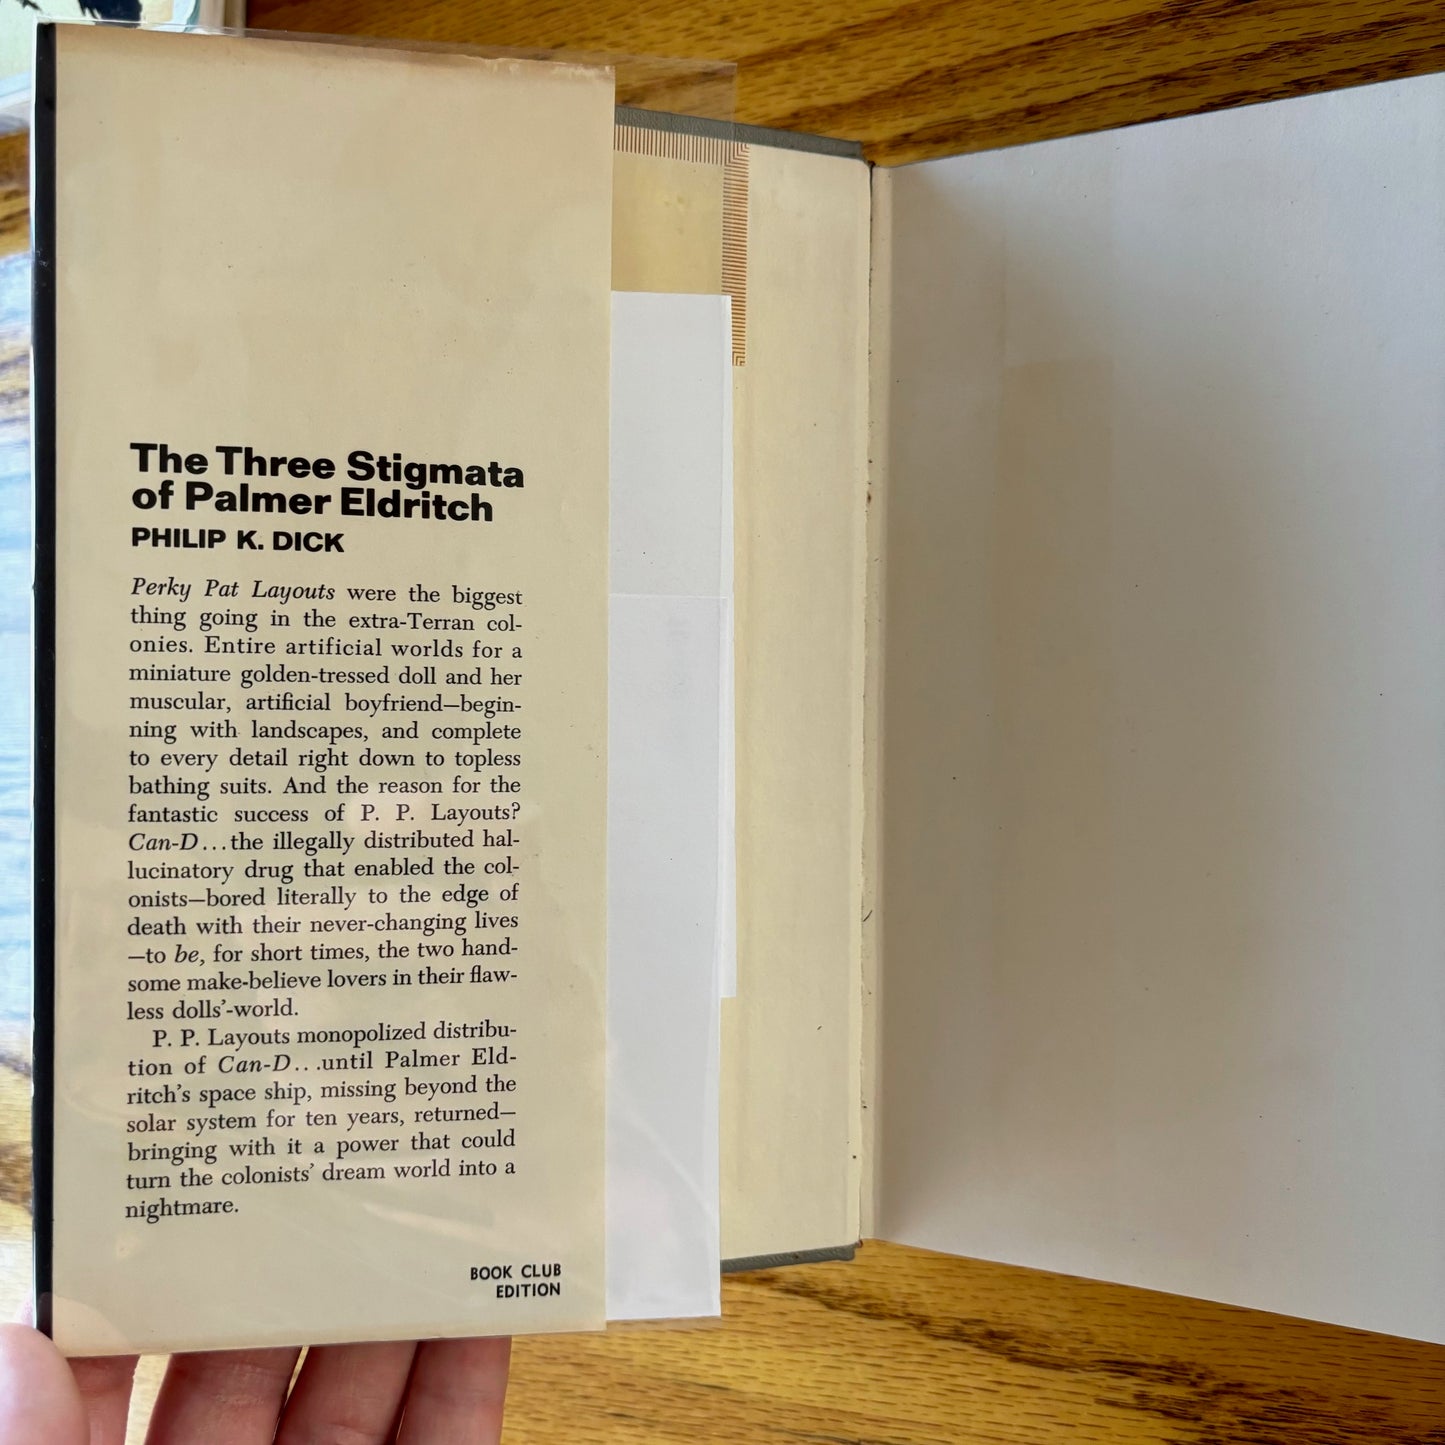 The Three Stigmata
of Palmer Eldritch
PHILIP K. DICK
Perky Pat Layouts were the biggest
thing going in the extra-Terran col-
onies. Entire artificial worlds for a
miniature golden-tressed doll and her
muscular, artificial boyfriend—begin-
ning with landscapes, and complete
to every detail right down to topless
bathing suits. And the reason for the
fantastic success of P. P. Layouts?
Can-D...the illegally distributed hal-
lucinatory drug that enabled the col-
onists—bored literally to the edge of
death with their never-changing lives
—to be, for short times, the two hand-
some make-believe lovers in their flaw-
less dolls'-world.
P. P. Layouts monopolized distribu-
tion of Can-D...until Palmer Eld-
ritch's space ship, missing beyond the
solar system for ten years, returned—
bringing with it a power that could
turn the colonists' dream world into a
nightmare.
BOOK CLUB
EDITION